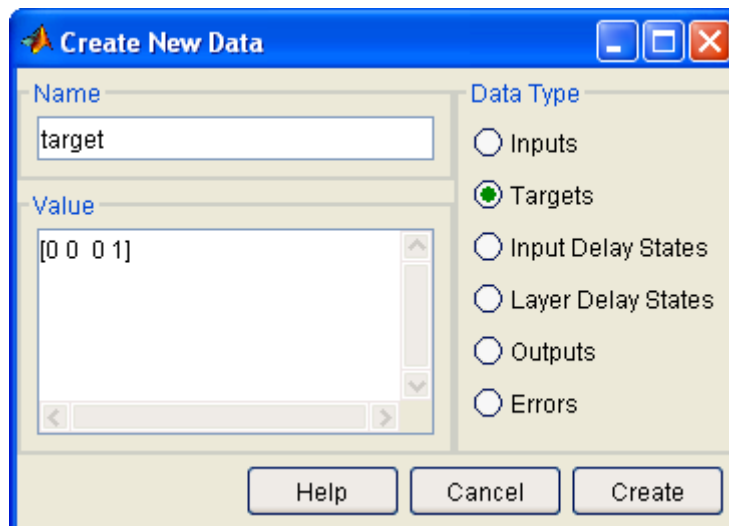 Create New Data
Name
target
Value
[0 0  0 1]
Data Type
Inputs
Targets
Input Delay States
Layer Delay States
Outputs
Errors
Help
Cancel
Create